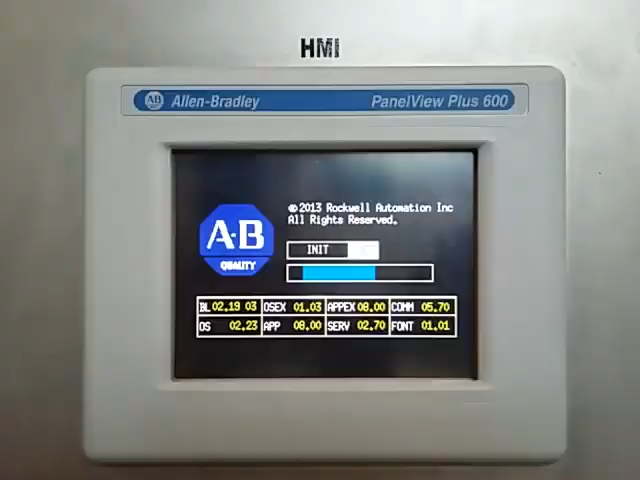 HMI
AB Allen-Bradley PanelView Plus 600
© 2013 Rockwell Automation Inc
All Rights Reserved.
A·B
QUALITY
INIT
BL 02.19 03 OSEX 01.03 APPEX 08.00 COMM 05.70
OS 02.23 APP 08.00 SERV 02.70 FONT 01.01